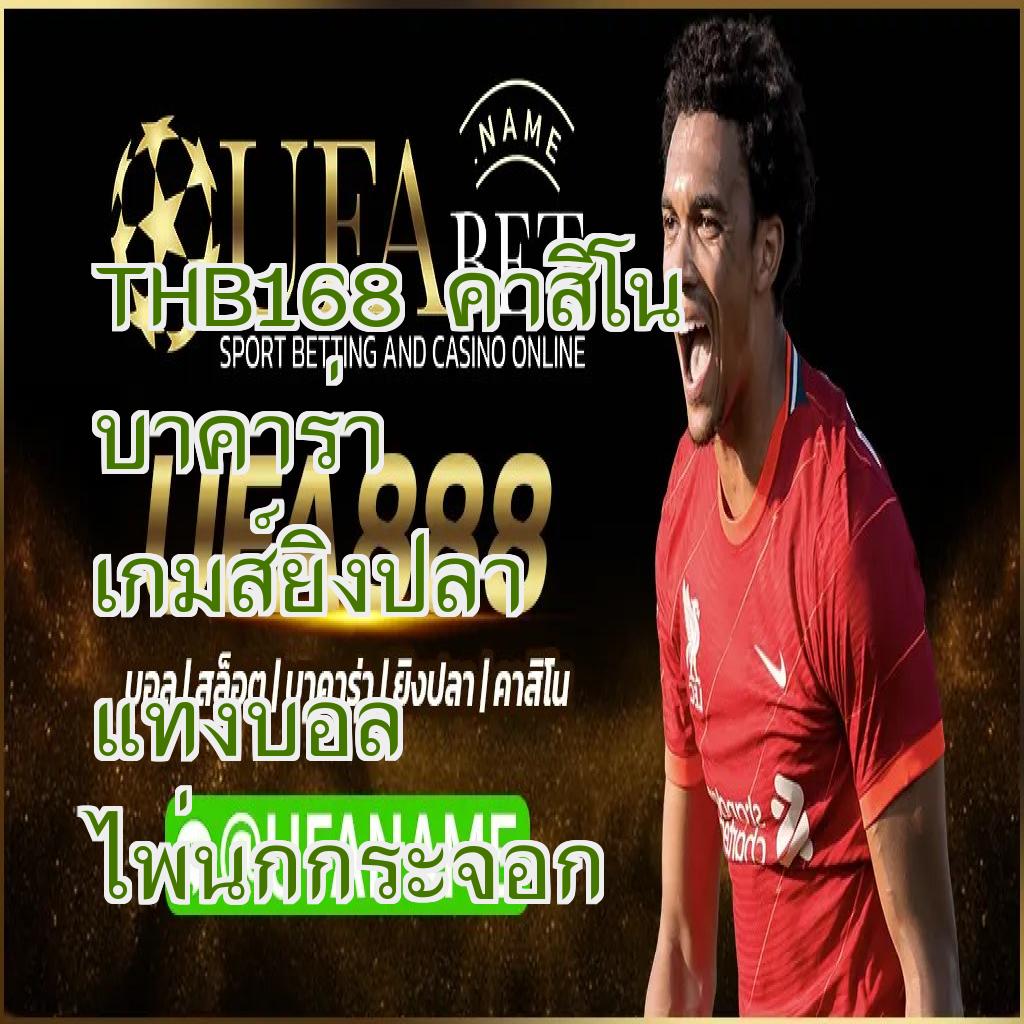 .NAME
UFA
BET
THB168 คาสิโน
SPORT BETTING AND CASINO ONLINE
บาคาร่า
UFA888
เกมส์ยิงปลา
บอล | สล็อต | บาคาร่า | ยิงปลา | คาสิโน
แทงบอล
@UFANAME
ไพ่นกกระจอก